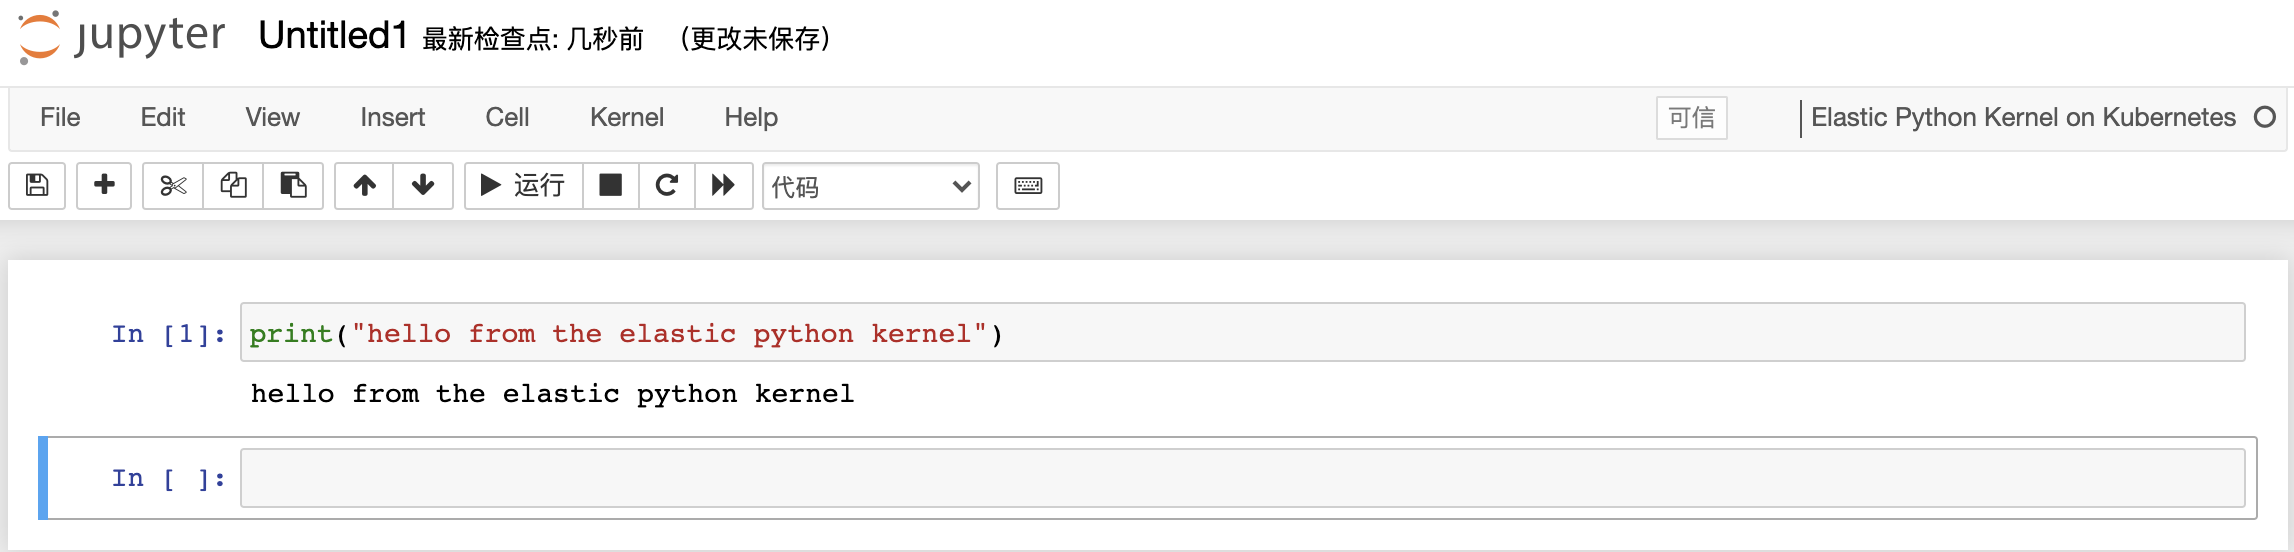 jupyter Untitled1 最新检查点: 几秒前 （更改未保存）
File Edit View Insert Cell Kernel Help 可信 Elastic Python Kernel on Kubernetes
运行 代码
In [1]: print("hello from the elastic python kernel")
hello from the elastic python kernel
In [ ]: